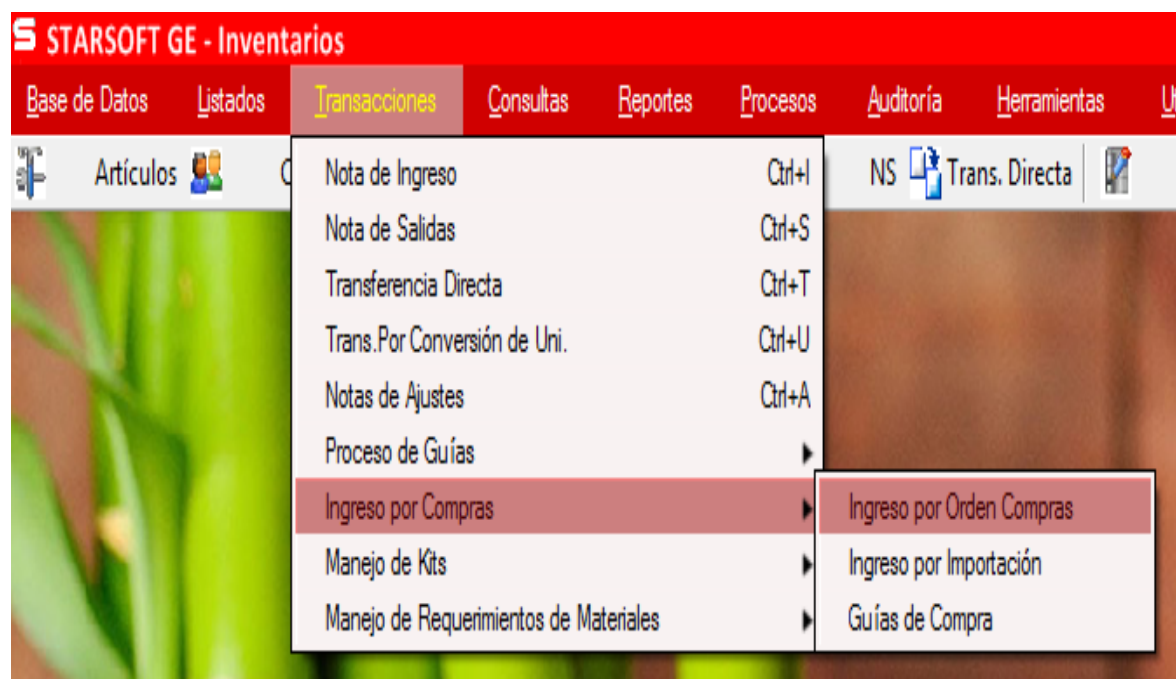 S STARSOFT GE - Inventarios
Base de Datos Listados Transacciones Consultas Reportes Procesos Auditoría Herramientas
Artículos NS Trans. Directa
Nota de Ingreso Ctrl+I
Nota de Salidas Ctrl+S
Transferencia Directa Ctrl+T
Trans.Por Conversión de Uni. Ctrl+U
Notas de Ajustes Ctrl+A
Proceso de Guías
Ingreso por Compras Ingreso por Orden Compras
Manejo de Kits Ingreso por Importación
Manejo de Requerimientos de Materiales Guías de Compra